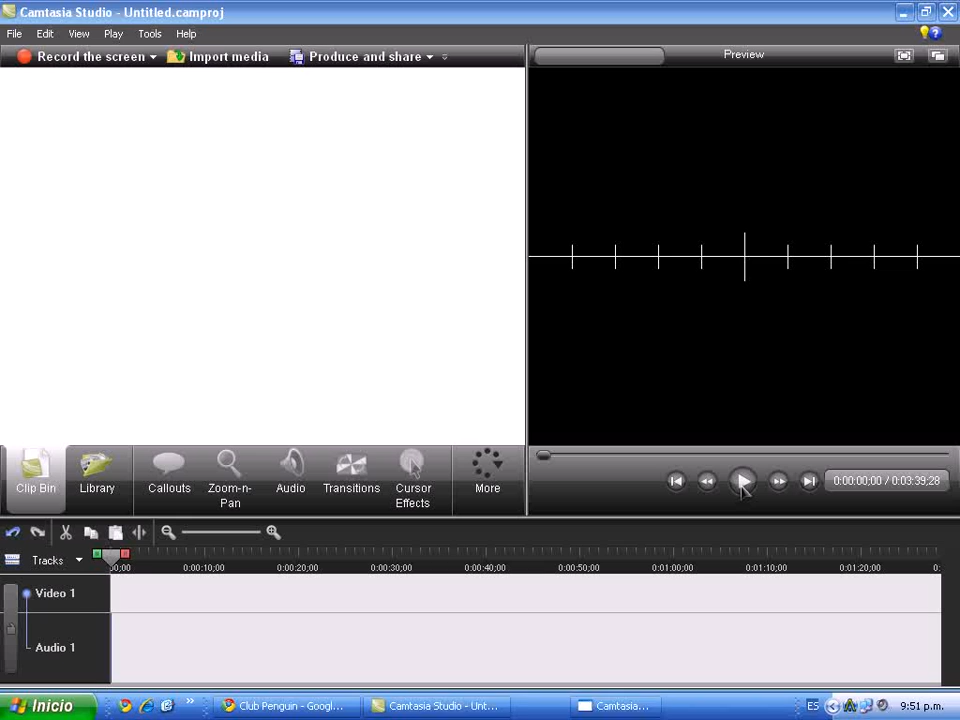 Camtasia Studio - Untitled.camproj
File Edit View Play Tools Help
Record the screen Import media Produce and share
Preview
Clip Bin Library Callouts Zoom-n-Pan Audio Transitions Cursor Effects More
0:00:00;00 / 0:03:39;28
Tracks
00;00 0:00:10;00 0:00:20;00 0:00:30;00 0:00:40;00 0:00:50;00 0:01:00;00 0:01:10;00 0:01:20;00 0:
Video 1
Audio 1
Inicio Club Penguin - Googl... Camtasia Studio - Unt... Camtasia... ES 9:51 p.m.